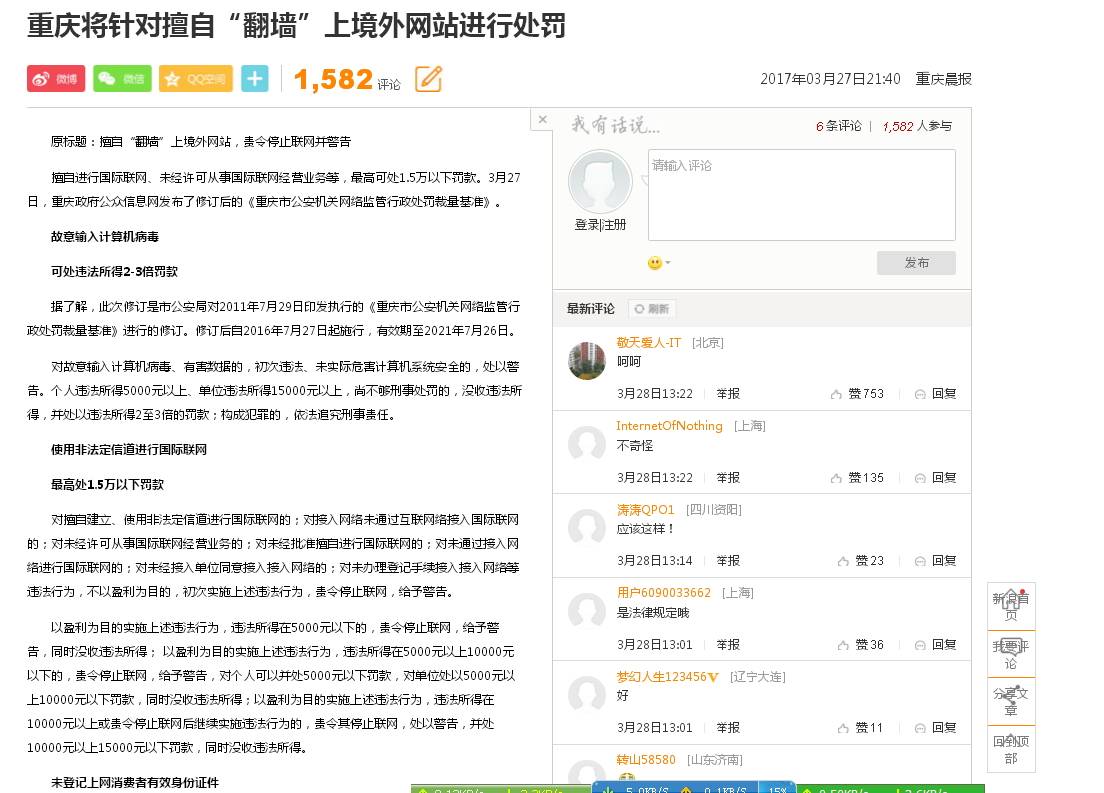 重庆将针对擅自“翻墙”上境外网站进行处罚
微博
微信
QQ空间
1,582 评论
2017年03月27日21:40 重庆晨报
原标题：擅自“翻墙”上境外网站，责令停止联网并警告
擅自进行国际联网、未经许可从事国际联网经营业务等，最高可处1.5万以下罚款。3月27
日，重庆政府公众信息网发布了修订后的《重庆市公安机关网络监管行政处罚裁量基准》。
故意输入计算机病毒
可处违法所得2-3倍罚款
据了解，此次修订是市公安局对2011年7月29日印发执行的《重庆市公安机关网络监管行
政处罚裁量基准》进行的修订。修订后自2016年7月27日起施行，有效期至2021年7月26日。
对故意输入计算机病毒、有害数据的，初次违法、未实际危害计算机系统安全的，处以警
告。个人违法所得5000元以上、单位违法所得15000元以上，尚不够刑事处罚的，没收违法所
得，并处以违法所得2至3倍的罚款；构成犯罪的，依法追究刑事责任。
使用非法定信道进行国际联网
最高处1.5万以下罚款
对擅自建立、使用非法定信道进行国际联网的；对接入网络未通过互联网络接入国际联网
的；对未经许可从事国际联网经营业务的；对未经批准擅自进行国际联网的；对未通过接入网
络进行国际联网的；对未经接入单位同意接入接入网络的；对未办理登记手续接入接入网络等
违法行为，不以盈利为目的，初次实施上述违法行为，责令停止联网，给予警告。
以盈利为目的实施上述违法行为，违法所得在5000元以下的，责令停止联网，给予警
告，同时没收违法所得； 以盈利为目的实施上述违法行为，违法所得在5000元以上10000元
以下的，责令停止联网，给予警告，对个人可以并处5000元以下罚款，对单位处以5000元以
上10000元以下罚款，同时没收违法所得；以盈利为目的实施上述违法行为，违法所得在
10000元以上或责令停止联网后继续实施违法行为的，责令其停止联网，处以警告，并处
10000元以上15000元以下罚款，同时没收违法所得。
未登记上网消费者有效身份证件
我有话说...
6 条评论 | 1,582 人参与
请输入评论
登录|注册
发布
最新评论 刷新
敬天爱人-IT [北京]
呵呵
3月28日13:22 举报 赞753 回复
InternetOfNothing [上海]
不奇怪
3月28日13:22 举报 赞135 回复
涛涛QPO1 [四川资阳]
应该这样！
3月28日13:14 举报 赞23 回复
用户6090033662 [上海]
是法律规定哦
3月28日13:01 举报 赞36 回复
梦幻人生123456 [辽宁大连]
好
3月28日13:01 举报 赞11 回复
转山58580 [山东济南]
新浪首
页
我要评
论
分享文
章
回到顶
部
15%